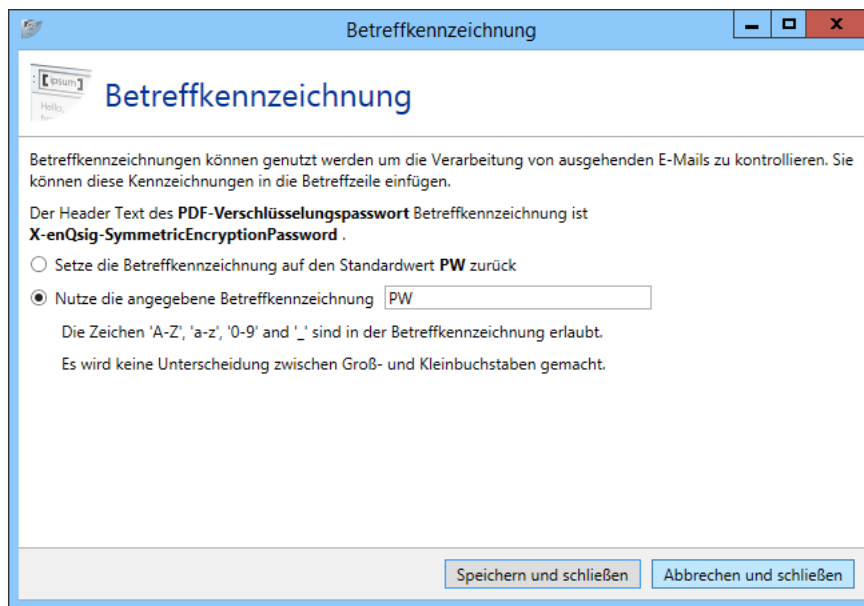 Betreffkennzeichnung
: [ipsum]
Hello,
Betreffkennzeichnung
Betreffkennzeichnungen können genutzt werden um die Verarbeitung von ausgehenden E-Mails zu kontrollieren. Sie
können diese Kennzeichnungen in die Betreffzeile einfügen.
Der Header Text des PDF-Verschlüsselungspasswort Betreffkennzeichnung ist
X-enQsig-SymmetricEncryptionPassword .
Setze die Betreffkennzeichnung auf den Standardwert PW zurück
Nutze die angegebene Betreffkennzeichnung PW
Die Zeichen 'A-Z', 'a-z', '0-9' and '_' sind in der Betreffkennzeichnung erlaubt.
Es wird keine Unterscheidung zwischen Groß- und Kleinbuchstaben gemacht.
Speichern und schließen Abbrechen und schließen